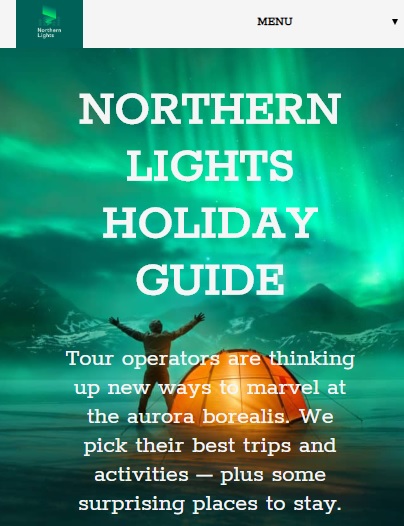 Northern
Lights
MENU ▼
NORTHERN
LIGHTS
HOLIDAY
GUIDE
Tour operators are thinking
up new ways to marvel at
the aurora borealis. We
pick their best trips and
activities — plus some
surprising places to stay.